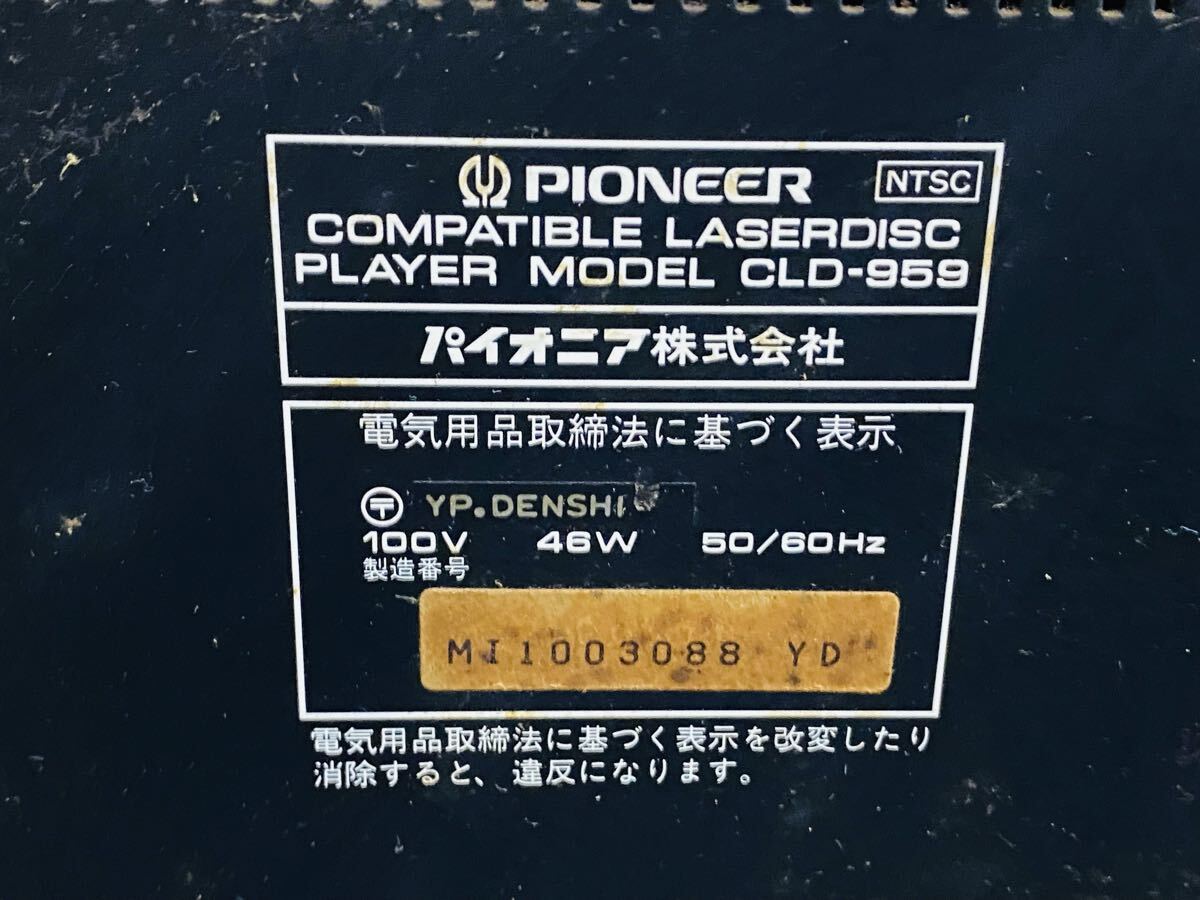 PIONEER NTSC
COMPATIBLE LASERDISC
PLAYER MODEL CLD-959
パイオニア株式会社
電気用品取締法に基づく表示
〶 YP.DENSHI
100V 46W 50/60Hz
製造番号
MI1003088 YD
電気用品取締法に基づく表示を改変したり
消除すると、違反になります。